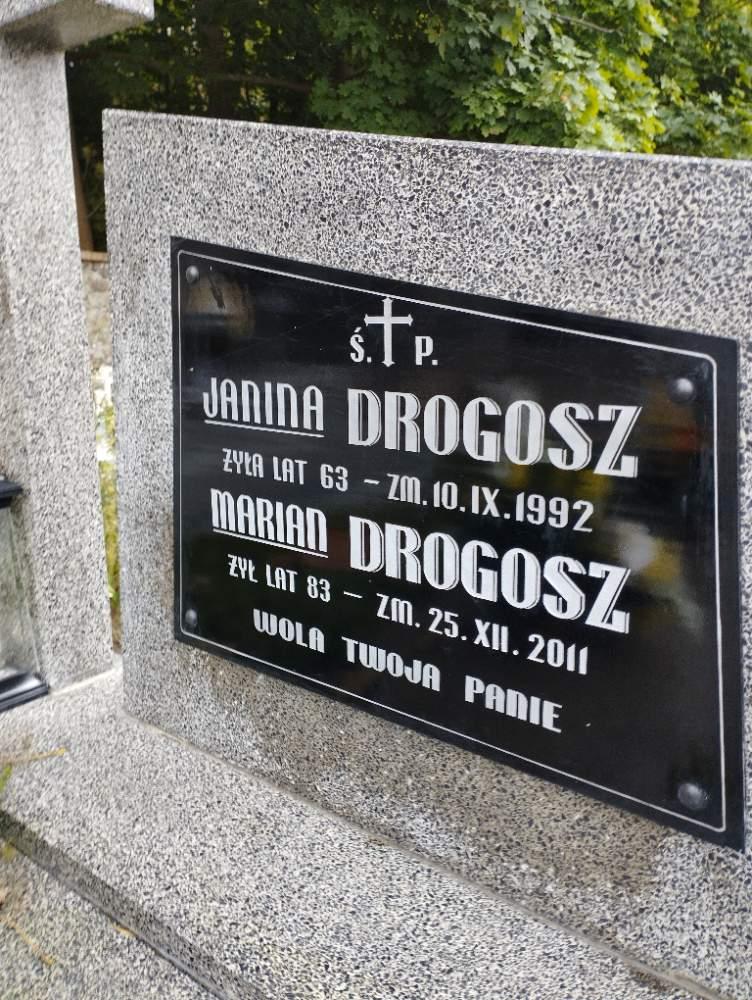 Ś. P.
JANINA DROGOSZ
ŻYŁA LAT 63 – ZM. 10. IX. 1992
MARIAN DROGOSZ
ŻYŁ LAT 83 – ZM. 25. XII. 2011
WOLA TWOJA PANIE